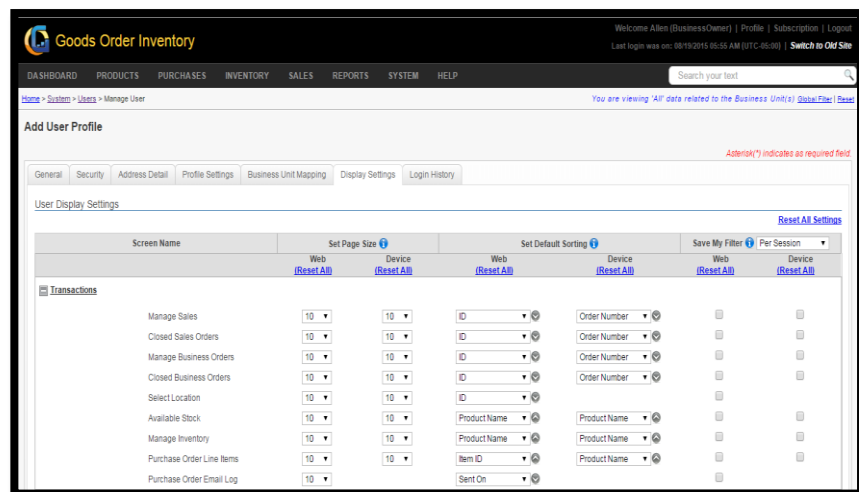 Welcome Allen (BusinessOwner) | Profile | Subscription | Logout
Goods Order Inventory
Last login was on: 08/19/2015 05:55 AM (UTC-05:00) | Switch to Old Site
DASHBOARD PRODUCTS PURCHASES INVENTORY SALES REPORTS SYSTEM HELP Search your text
Home > System > Users > Manage User You are viewing 'All' data related to the Business Unit(s) Global Filter | Reset
Add User Profile
Asterisk(*) indicates as required field.
General Security Address Detail Profile Settings Business Unit Mapping Display Settings Login History
User Display Settings
Reset All Settings
Screen Name Set Page Size Set Default Sorting Save My Filter Per Session
Web Device Web Device Web Device
(Reset All) (Reset All) (Reset All) (Reset All) (Reset All) (Reset All)
Transactions
Manage Sales 10 10 ID Order Number
Closed Sales Orders 10 10 ID Order Number
Manage Business Orders 10 10 ID Order Number
Closed Business Orders 10 10 ID Order Number
Select Location 10 ID
Available Stock 10 10 Product Name Product Name
Manage Inventory 10 10 Product Name Product Name
Purchase Order Line Items 10 10 Item ID Product Name
Purchase Order Email Log 10 Sent On